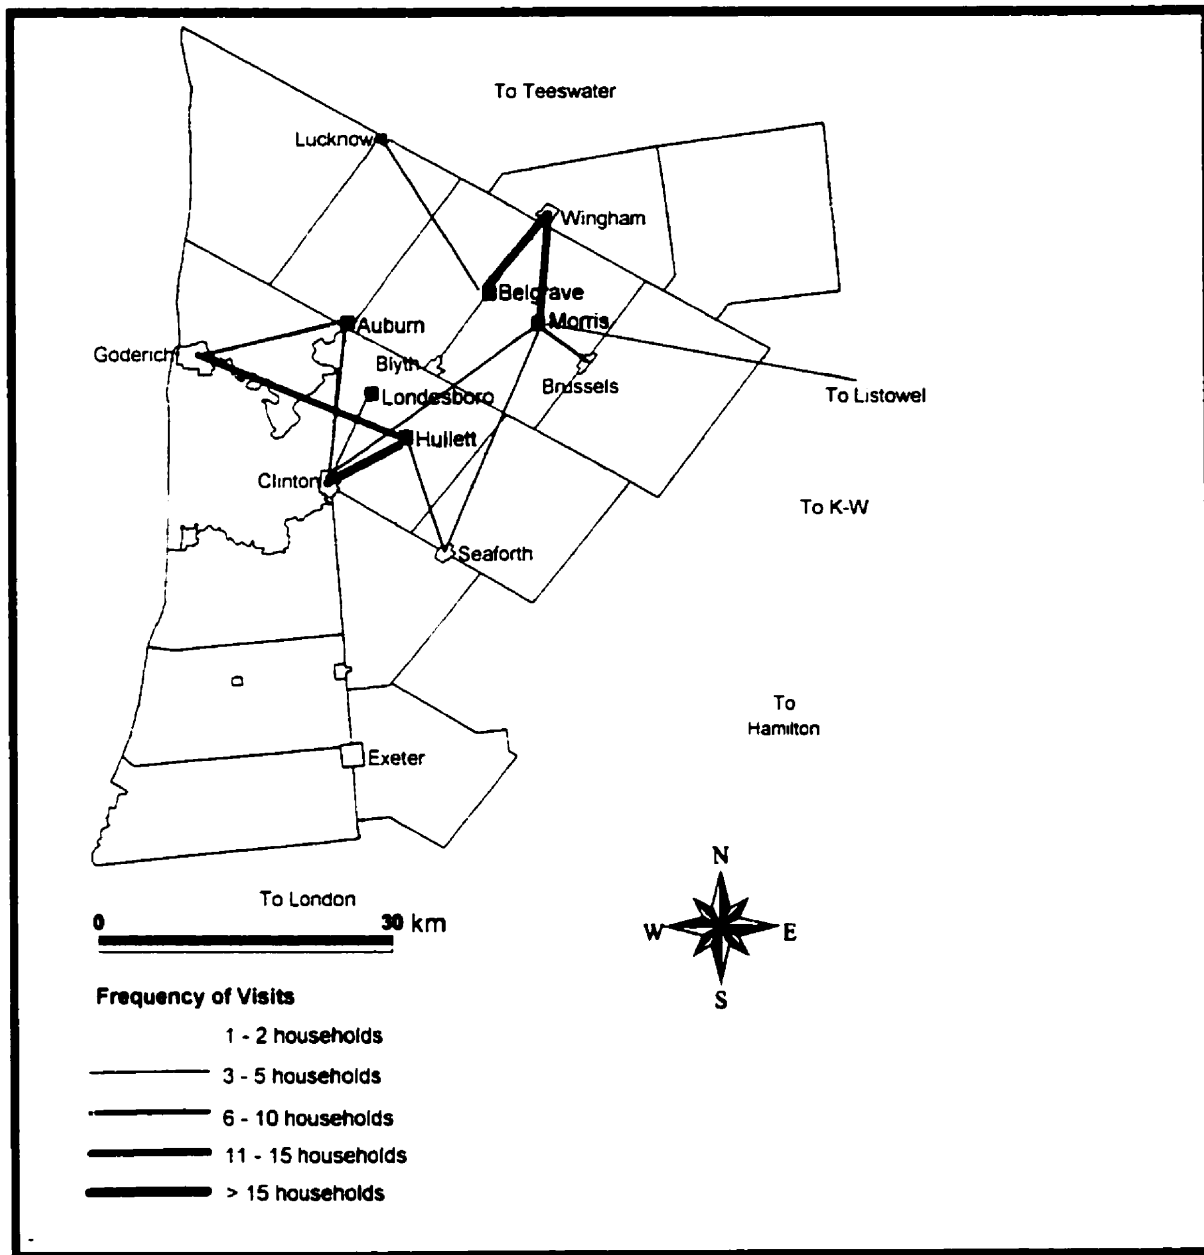 To Teeswater
Lucknow
Wingham
Belgrave
Auburn
Morris
Goderich
Blyth
Brussels
To Listowel
Londesboro
Hullett
Clinton
To K-W
Seaforth
To
Hamilton
Exeter
To London
0 30 km
N
W E
S
Frequency of Visits
1 - 2 households
3 - 5 households
6 - 10 households
11 - 15 households
> 15 households